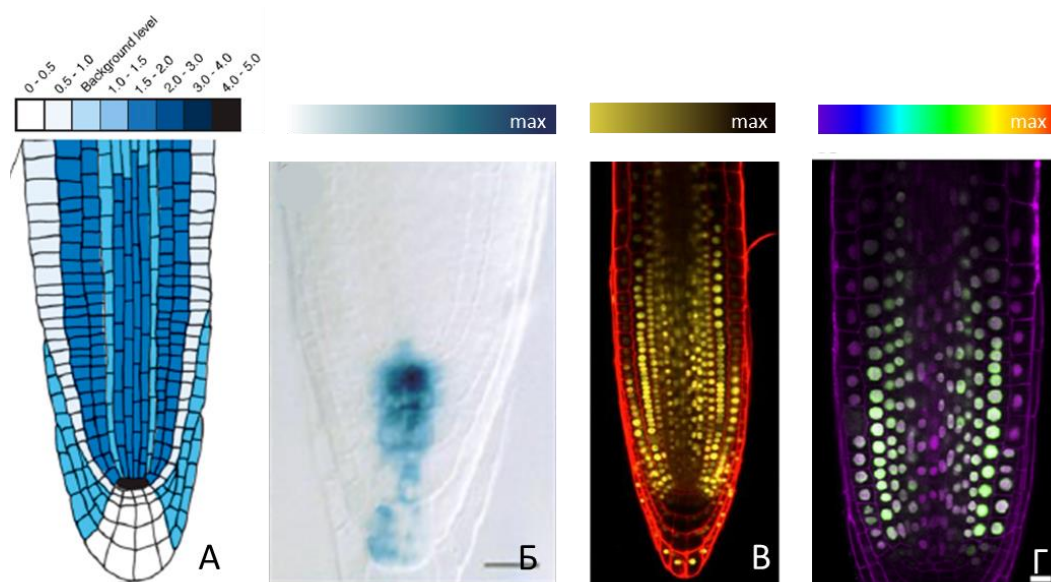 0 - 0.5
0.5 - 1.0
Background level
1.0 - 1.5
1.5 - 2.0
2.0 - 3.0
3.0 - 4.0
4.0 - 5.0
max
max
max
А
Б
В
Г